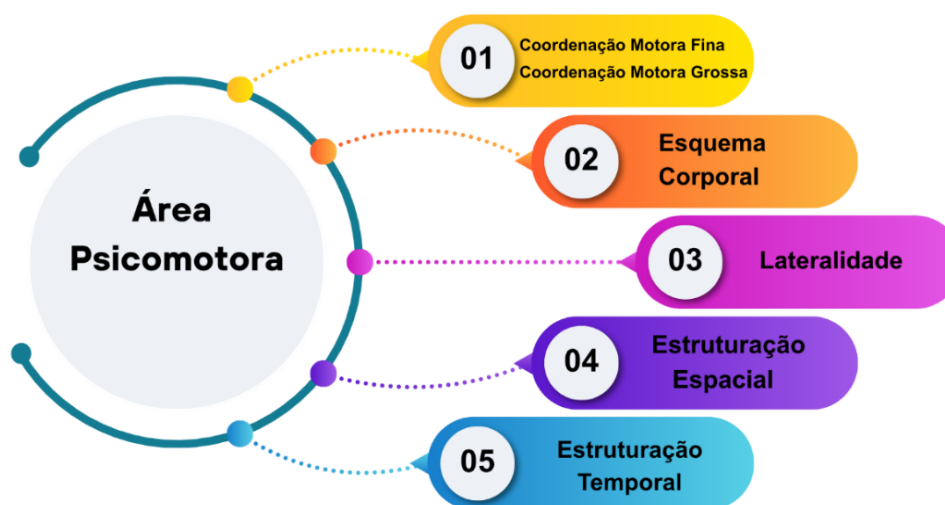 Área
Psicomotora
01
Coordenação Motora Fina
Coordenação Motora Grossa
02
Esquema
Corporal
03
Lateralidade
04
Estruturação
Espacial
05
Estruturação
Temporal